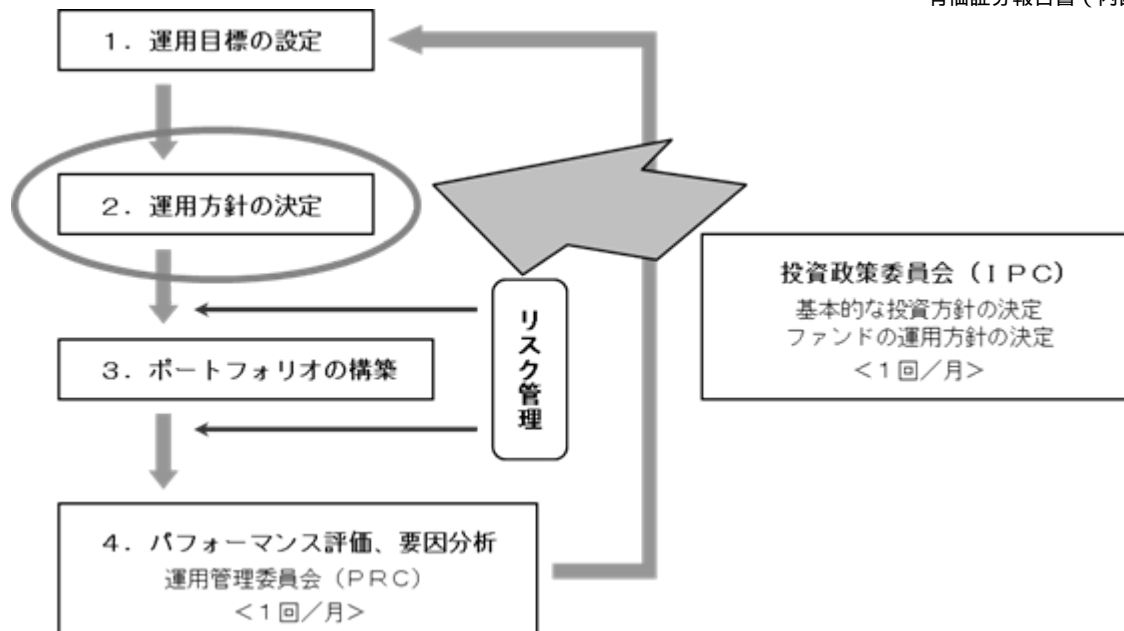 １．運用目標の設定
２．運用方針の決定
投資政策委員会（ＩＰＣ）
基本的な投資方針の決定
ファンドの運用方針の決定
＜１回／月＞
リスク管理
３．ポートフォリオの構築
４．パフォーマンス評価、要因分析
運用管理委員会（ＰＲＣ）
＜１回／月＞